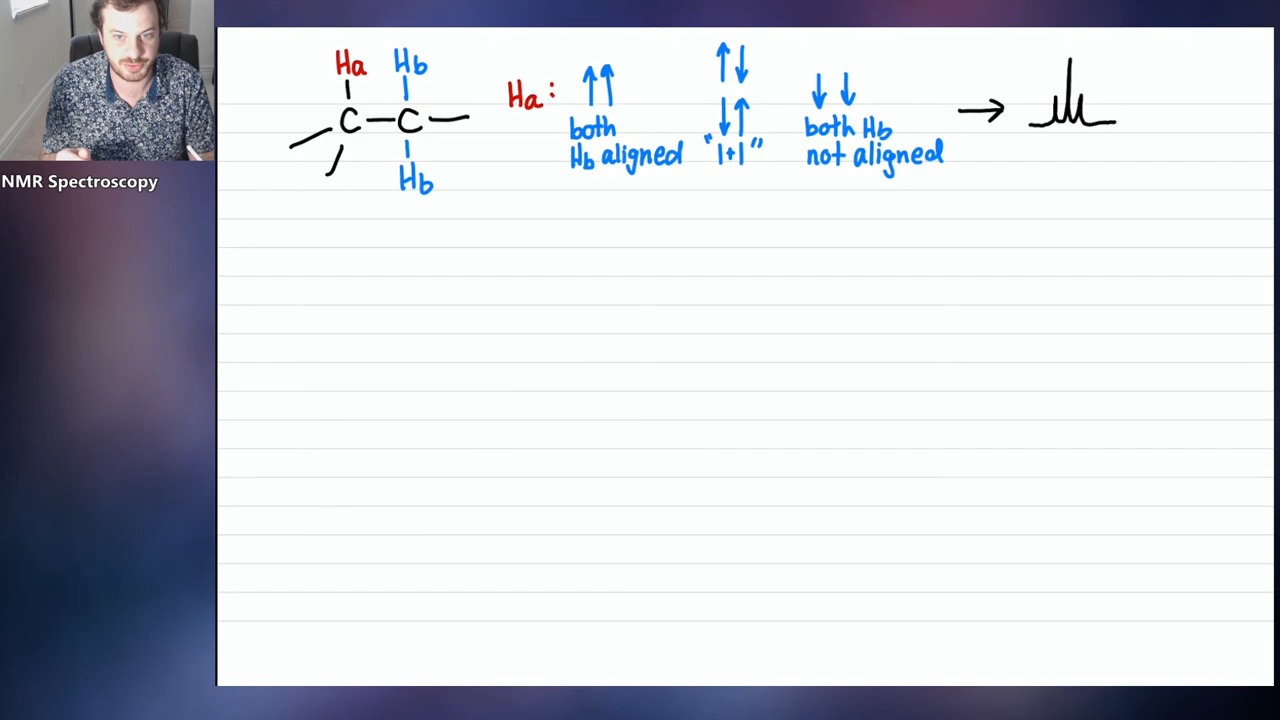 NMR Spectroscopy
Ha Hb
C–C–
Hb
Ha: ↑↑ ↑↓ ↓↓ →
↓↑
both "1+1" both Hb
Hb aligned not aligned